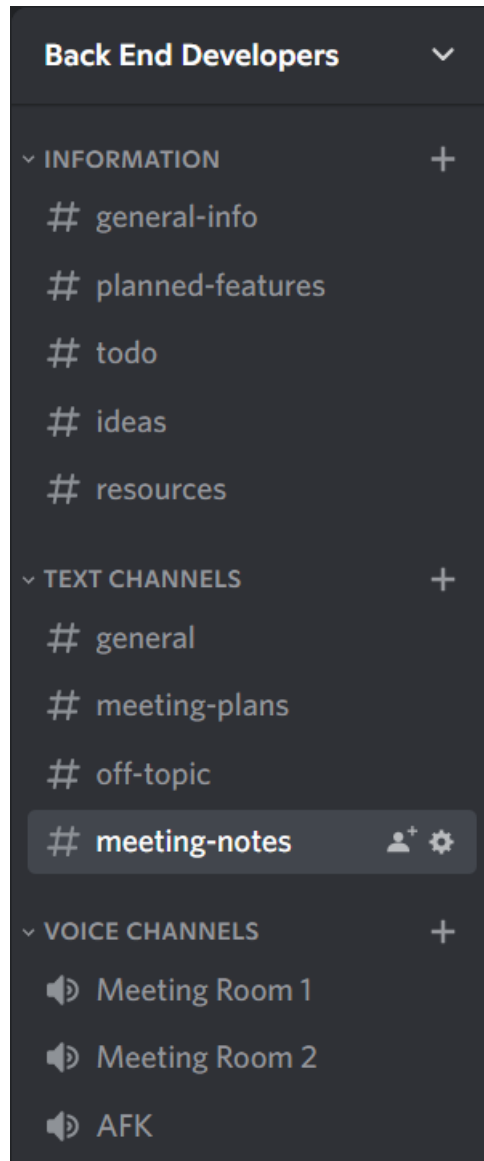 Back End Developers
INFORMATION
# general-info
# planned-features
# todo
# ideas
# resources
TEXT CHANNELS
# general
# meeting-plans
# off-topic
# meeting-notes
VOICE CHANNELS
Meeting Room 1
Meeting Room 2
AFK